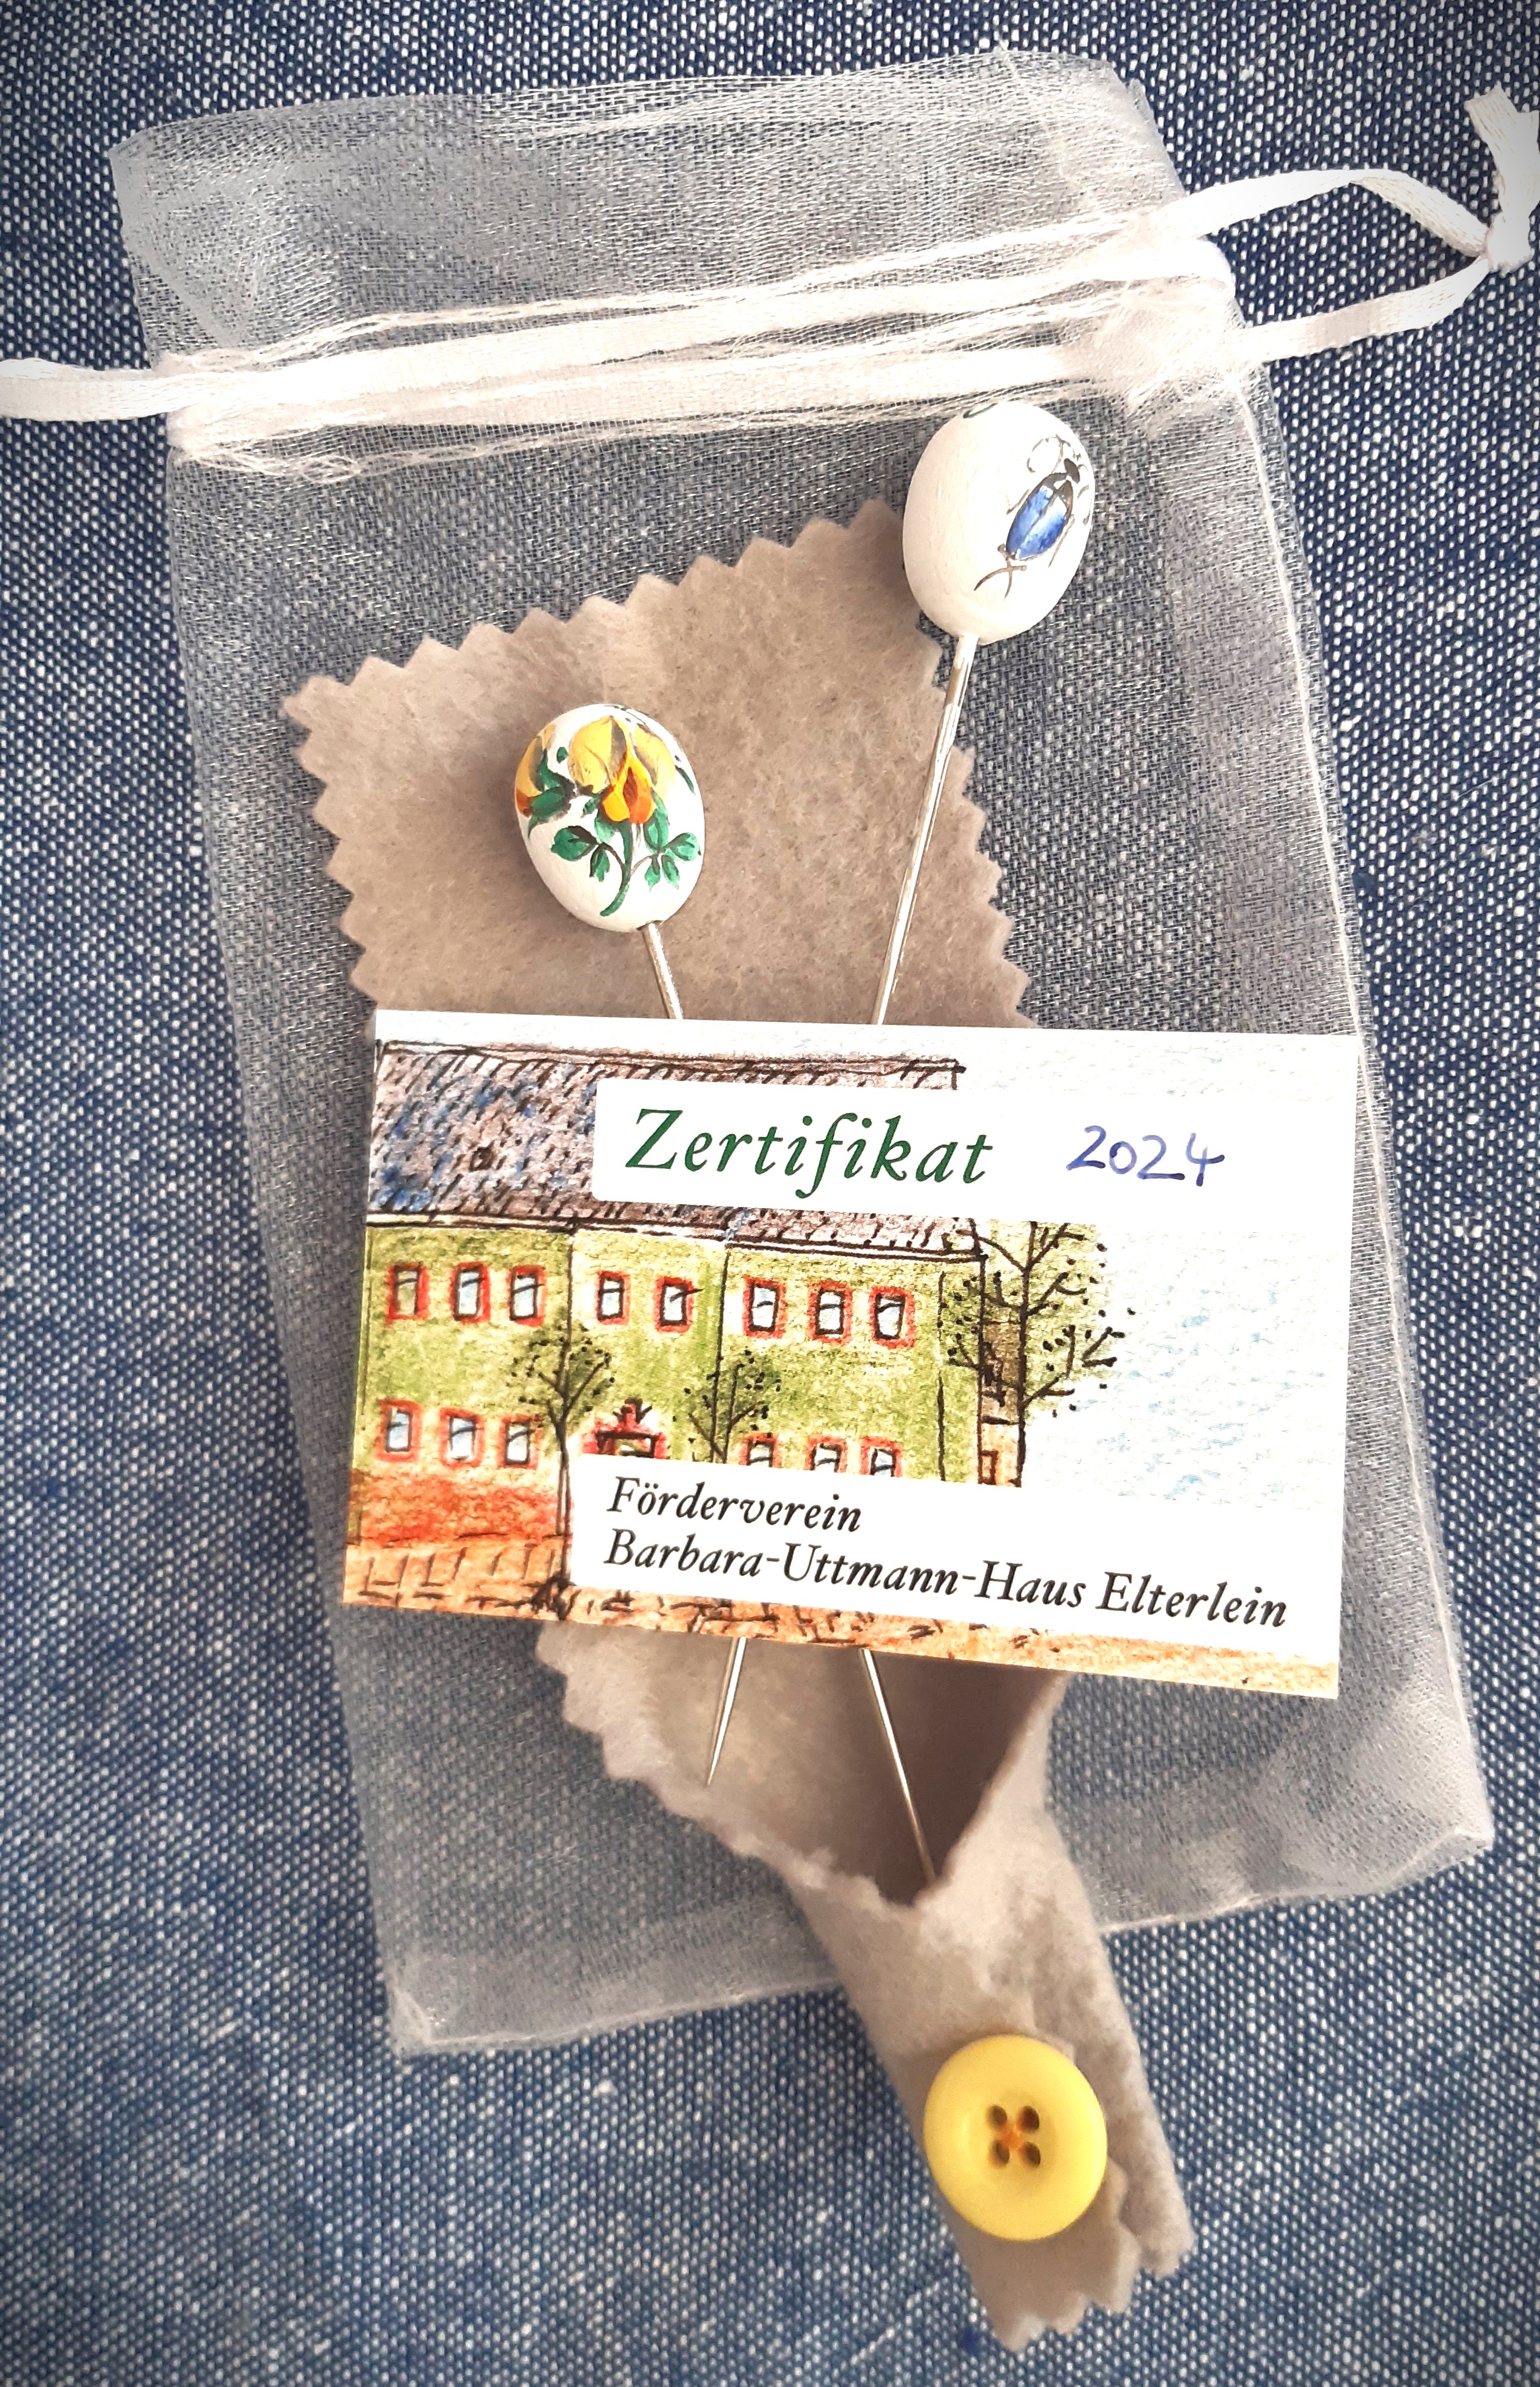 Zertifikat 2024
Förderverein
Barbara-Uttmann-Haus Elterlein